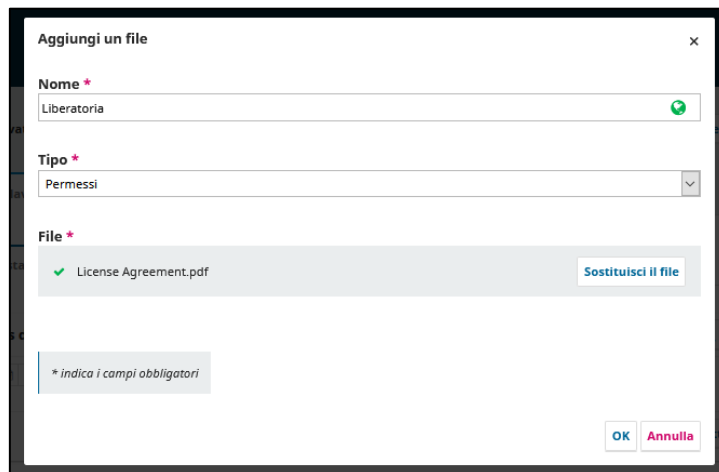 Aggiungi un file
×
Nome *
Liberatoria
Tipo *
Permessi
File *
License Agreement.pdf
Sostituisci il file
* indica i campi obbligatori
OK Annulla